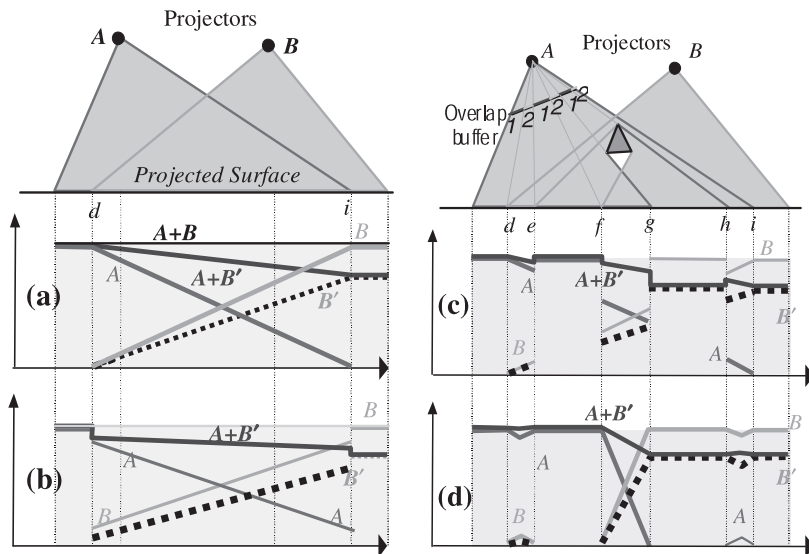 Projectors
A
B
Projected Surface
d
i
(a)
A+B
B
A
A+B′
B′
(b)
B
A+B′
A
B′
B
A
Projectors
A
B
Overlap
buffer
1 2 1 2 1 2
d e f g h i
(c)
B
A+B′
A
B′
B
A
(d)
A+B′
B
A
B′
B
A